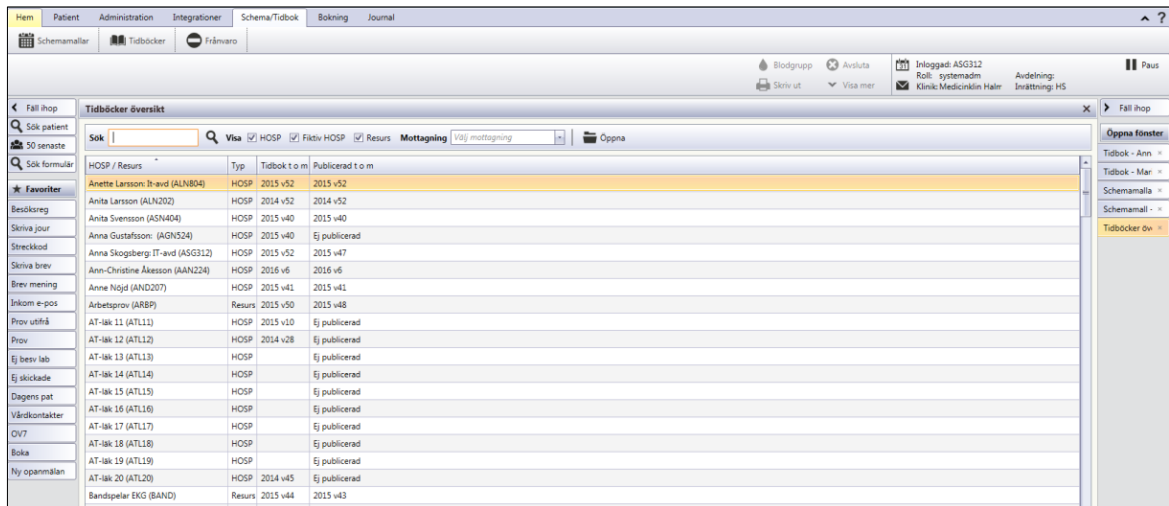 Hem Patient Administration Integrationer Schema/Tidbok Bokning Journal ?
Schemamallar Tidböcker Frånvaro
Blodgrupp Avsluta Inloggad: ASG312 Paus
Roll: systemadm Avdelning:
Skriv ut Visa mer Klinik: Medicinklin Halm Inrättning: HS
Fäll ihop Tidböcker översikt × Fäll ihop
Sök patient
50 senaste
Sök formulär
Favoriter
Besöksreg
Skriva jour
Streckkod
Skriva brev
Brev mening
Inkom e-pos
Prov utifrå
Prov
Ej besv lab
Ej skickade
Dagens pat
Vårdkontakter
OV7
Boka
Ny opanmälan
Sök Visa HOSP Fiktiv HOSP Resurs Mottagning Välj mottagning Öppna
HOSP / Resurs Typ Tidbok t o m Publicerad t o m
Anette Larsson: It-avd (ALN804) HOSP 2015 v52 2015 v52
Anita Larsson (ALN202) HOSP 2014 v52 2014 v52
Anita Svensson (ASN404) HOSP 2015 v40 2015 v40
Anna Gustafsson: (AGN524) HOSP 2015 v40 Ej publicerad
Anna Skogsberg: IT-avd (ASG312) HOSP 2015 v52 2015 v47
Ann-Christine Åkesson (AAN224) HOSP 2016 v6 2016 v6
Anne Nöjd (AND207) HOSP 2015 v41 2015 v41
Arbetsprov (ARBP) Resurs 2015 v50 2015 v48
AT-läk 11 (ATL11) HOSP 2015 v10 Ej publicerad
AT-läk 12 (ATL12) HOSP 2014 v28 Ej publicerad
AT-läk 13 (ATL13) HOSP Ej publicerad
AT-läk 14 (ATL14) HOSP Ej publicerad
AT-läk 15 (ATL15) HOSP Ej publicerad
AT-läk 16 (ATL16) HOSP Ej publicerad
AT-läk 17 (ATL17) HOSP Ej publicerad
AT-läk 18 (ATL18) HOSP Ej publicerad
AT-läk 19 (ATL19) HOSP Ej publicerad
AT-läk 20 (ATL20) HOSP 2014 v45 Ej publicerad
Bandspelar EKG (BAND) Resurs 2015 v44 2015 v43
Öppna fönster
Tidbok - Ann ×
Tidbok - Mari ×
Schemamalla ×
Schemamall - ×
Tidböcker öv ×